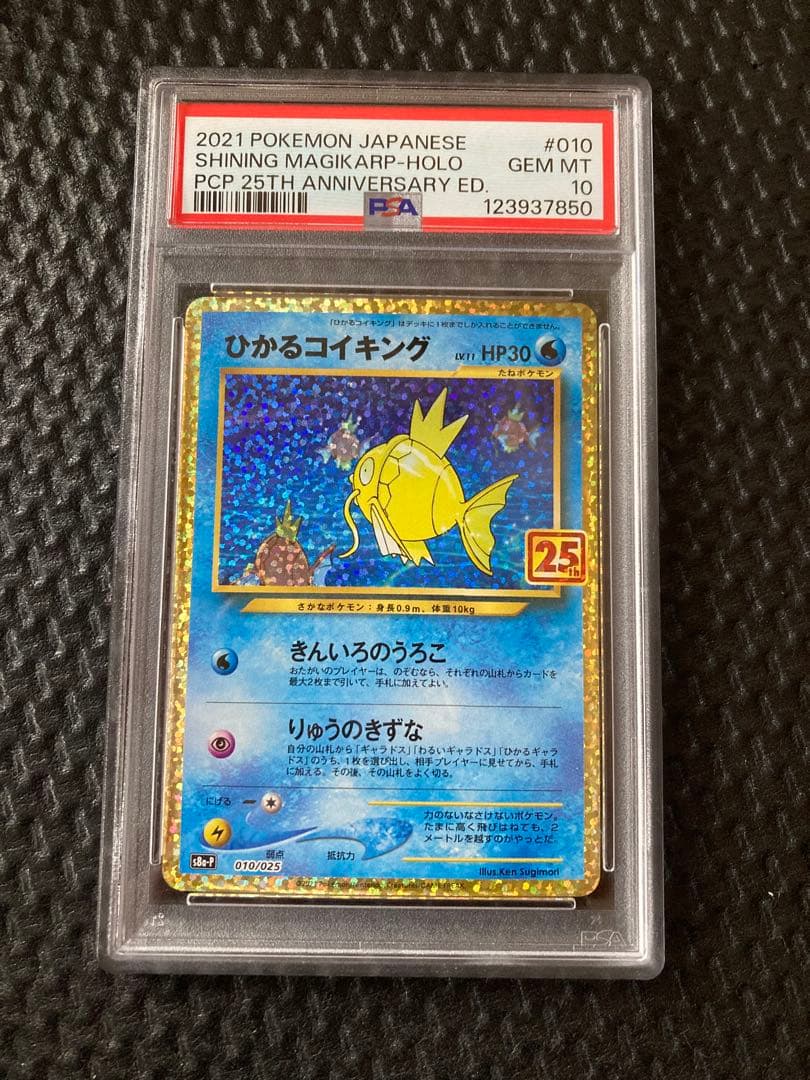 2021 POKEMON JAPANESE #010
SHINING MAGIKARP-HOLO GEM MT
PCP 25TH ANNIVERSARY ED. 10
PSA 123937850
「ひかるコイキング」はデッキに1枚までしか入れることができません。
ひかるコイキング LV.11 HP30
たねポケモン
25th
さかなポケモン：身長0.9m、体重10kg
きんいろのうろこ
おたがいのプレイヤーは、のぞむなら、それぞれの山札からカードを
最大2枚まで引いて、手札に加えてよい。
りゅうのきずな
自分の山札から「ギャラドス」「わるいギャラドス」「ひかるギャラ
ドス」のうち、1枚を選び出し、相手プレイヤーに見せてから、手札
に加える。その後、その山札をよく切る。
にげる
力のないなさけないポケモン。
たまに高く飛びはねても、2
メートルを越すのがやっとだ。
弱点 抵抗力
s8a-P 010/025
Illus.Ken Sugimori
©2021 Pokémon/Nintendo/Creatures/GAME FREAK
PSA